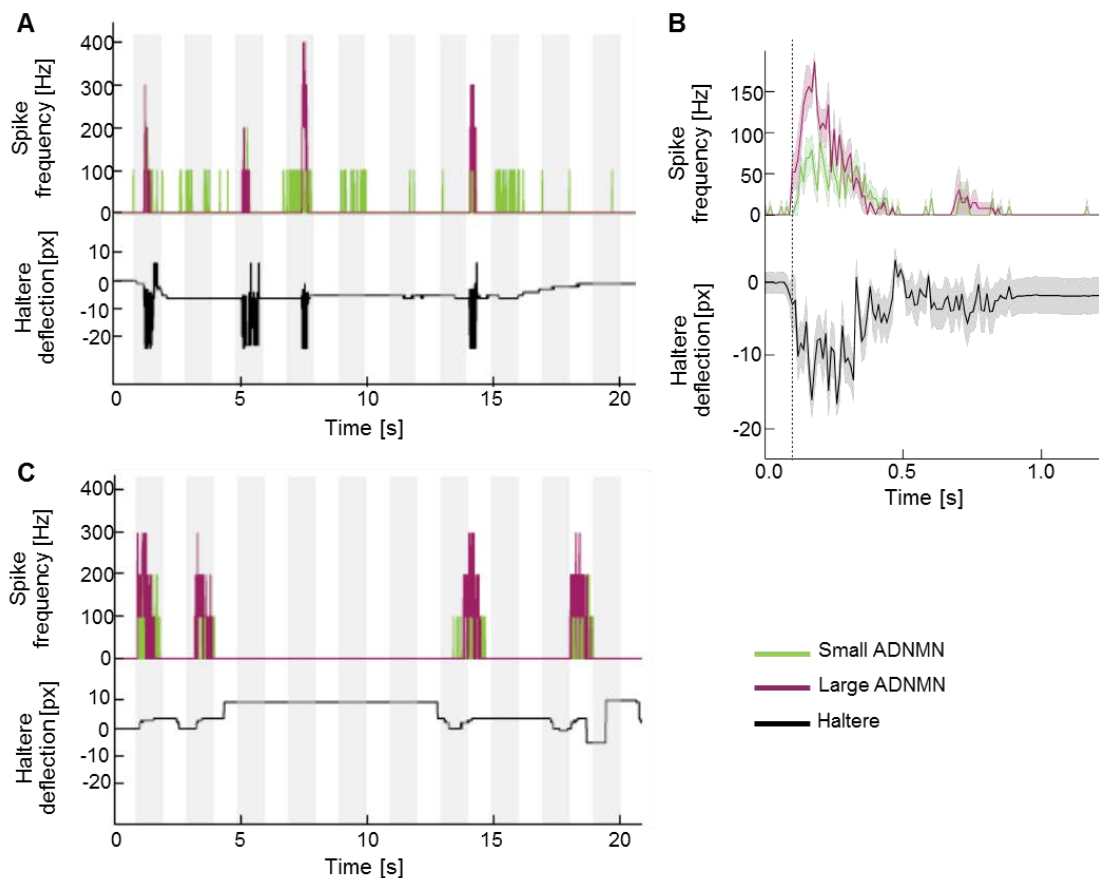 A
Spike
frequency [Hz]
400
300
200
100
0
Haltere
deflection[px]
10
0
-10
-20
0
5
10
15
20
Time [s]
B
Spike
frequency [Hz]
150
100
50
0
Haltere
deflection[px]
0
-10
-20
0.0
0.5
1.0
Time [s]
C
Spike
frequency [Hz]
400
300
200
100
0
Haltere
deflection[px]
10
0
-10
-20
0
5
10
15
20
Time [s]
Small ADNMN
Large ADNMN
Haltere